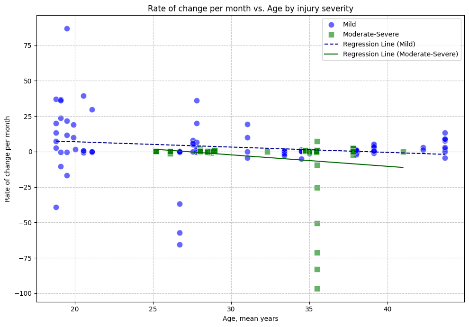 Rate of change per month vs. Age by injury severity
Mild
Moderate-Severe
Regression Line (Mild)
Regression Line (Moderate-Severe)
75
50
25
0
−25
−50
−75
−100
Rate of change per month
20
25
30
35
40
Age, mean years